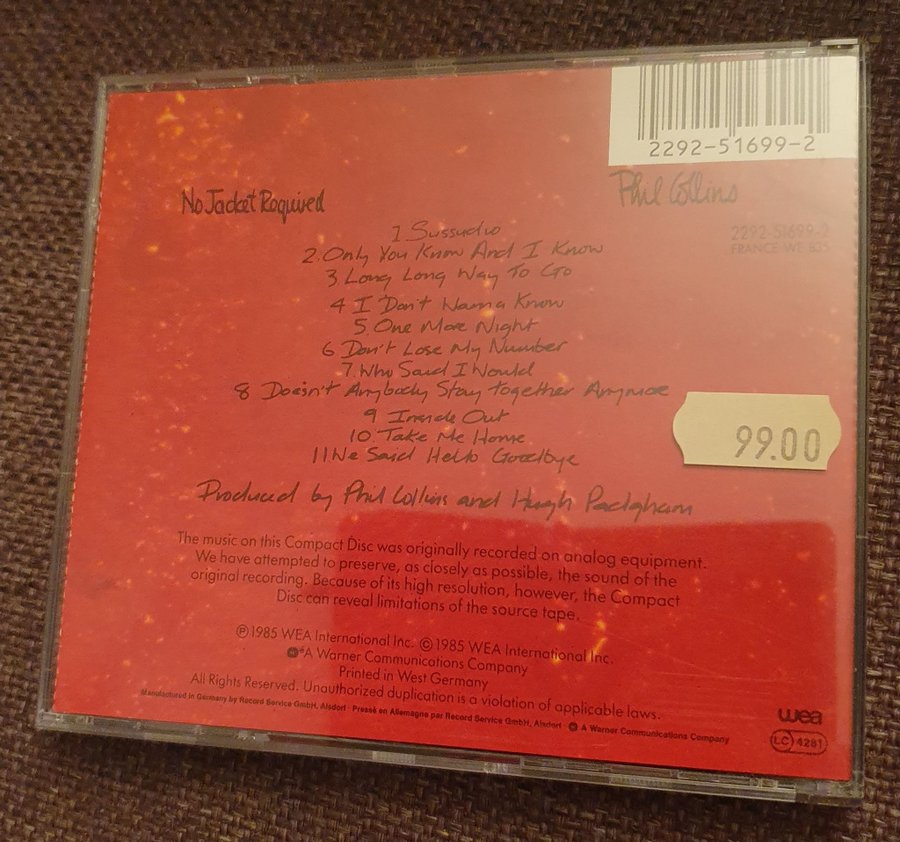 2292-51699-2
No Jacket Required
Phil Collins
2292-51699-2
FRANCE WE 835
1 Sussudio
2 Only You Know And I Know
3 Long Long Way To Go
4 I Don't Wanna Know
5 One More Night
6 Don't Lose My Number
7 Who Said I Would
8 Doesn't Anybody Stay together Anymore
9 Inside Out
10 Take Me Home
11 We Said Hello Goodbye
99.00
Produced by Phil Collins and Hugh Padgham
The music on this Compact Disc was originally recorded on analog equipment.
We have attempted to preserve, as closely as possible, the sound of the
original recording. Because of its high resolution, however, the Compact
Disc can reveal limitations of the source tape.
℗1985 WEA International Inc. ©1985 WEA International Inc.
A Warner Communications Company
Printed in West Germany
All Rights Reserved. Unauthorized duplication is a violation of applicable laws.
Manufactured in Germany by Record Service GmbH, Alsdorf · Pressé en Allemagne par Record Service GmbH, Alsdorf · A Warner Communications Company
wea
LC 4281